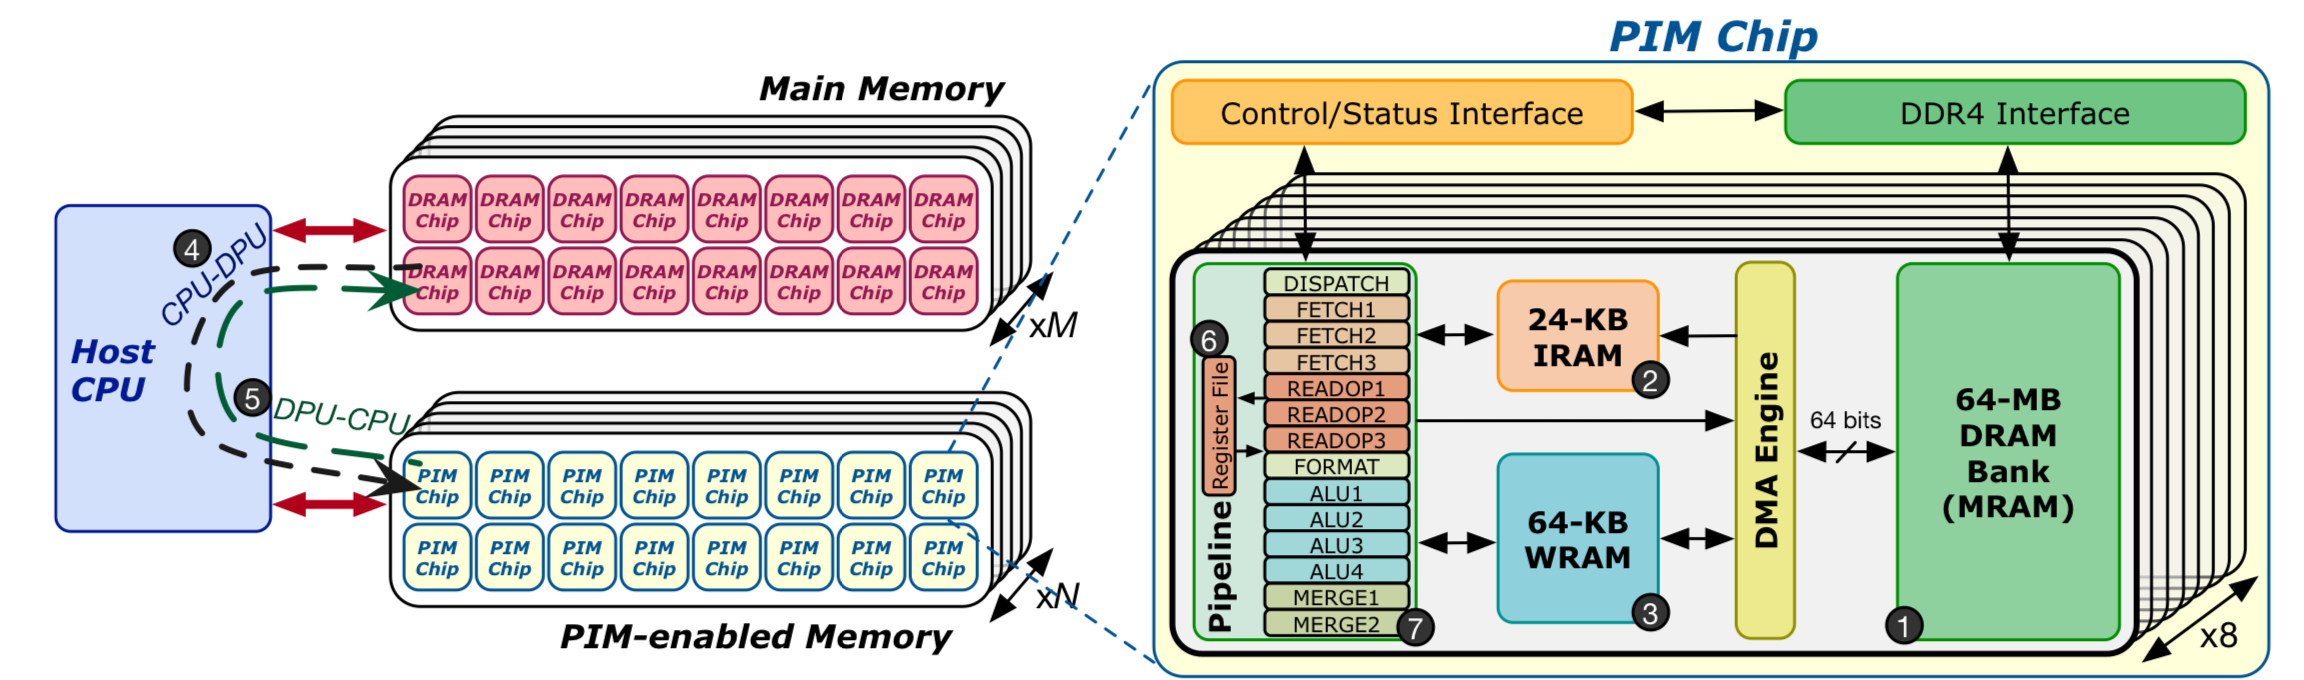 PIM Chip
Main Memory
Control/Status Interface
DDR4 Interface
DRAM Chip DRAM Chip DRAM Chip DRAM Chip DRAM Chip DRAM Chip DRAM Chip DRAM Chip
DRAM Chip DRAM Chip DRAM Chip DRAM Chip DRAM Chip DRAM Chip DRAM Chip DRAM Chip
xM
4
CPU-DPU
Host
CPU
5
DPU-CPU
PIM Chip PIM Chip PIM Chip PIM Chip PIM Chip PIM Chip PIM Chip PIM Chip
PIM Chip PIM Chip PIM Chip PIM Chip PIM Chip PIM Chip PIM Chip PIM Chip
xN
PIM-enabled Memory
6
Register File
Pipeline
DISPATCH
FETCH1
FETCH2
FETCH3
READOP1
READOP2
READOP3
FORMAT
ALU1
ALU2
ALU3
ALU4
MERGE1
MERGE2
7
24-KB
IRAM
2
64-KB
WRAM
3
DMA Engine
64 bits
64-MB
DRAM
Bank
(MRAM)
1
x8